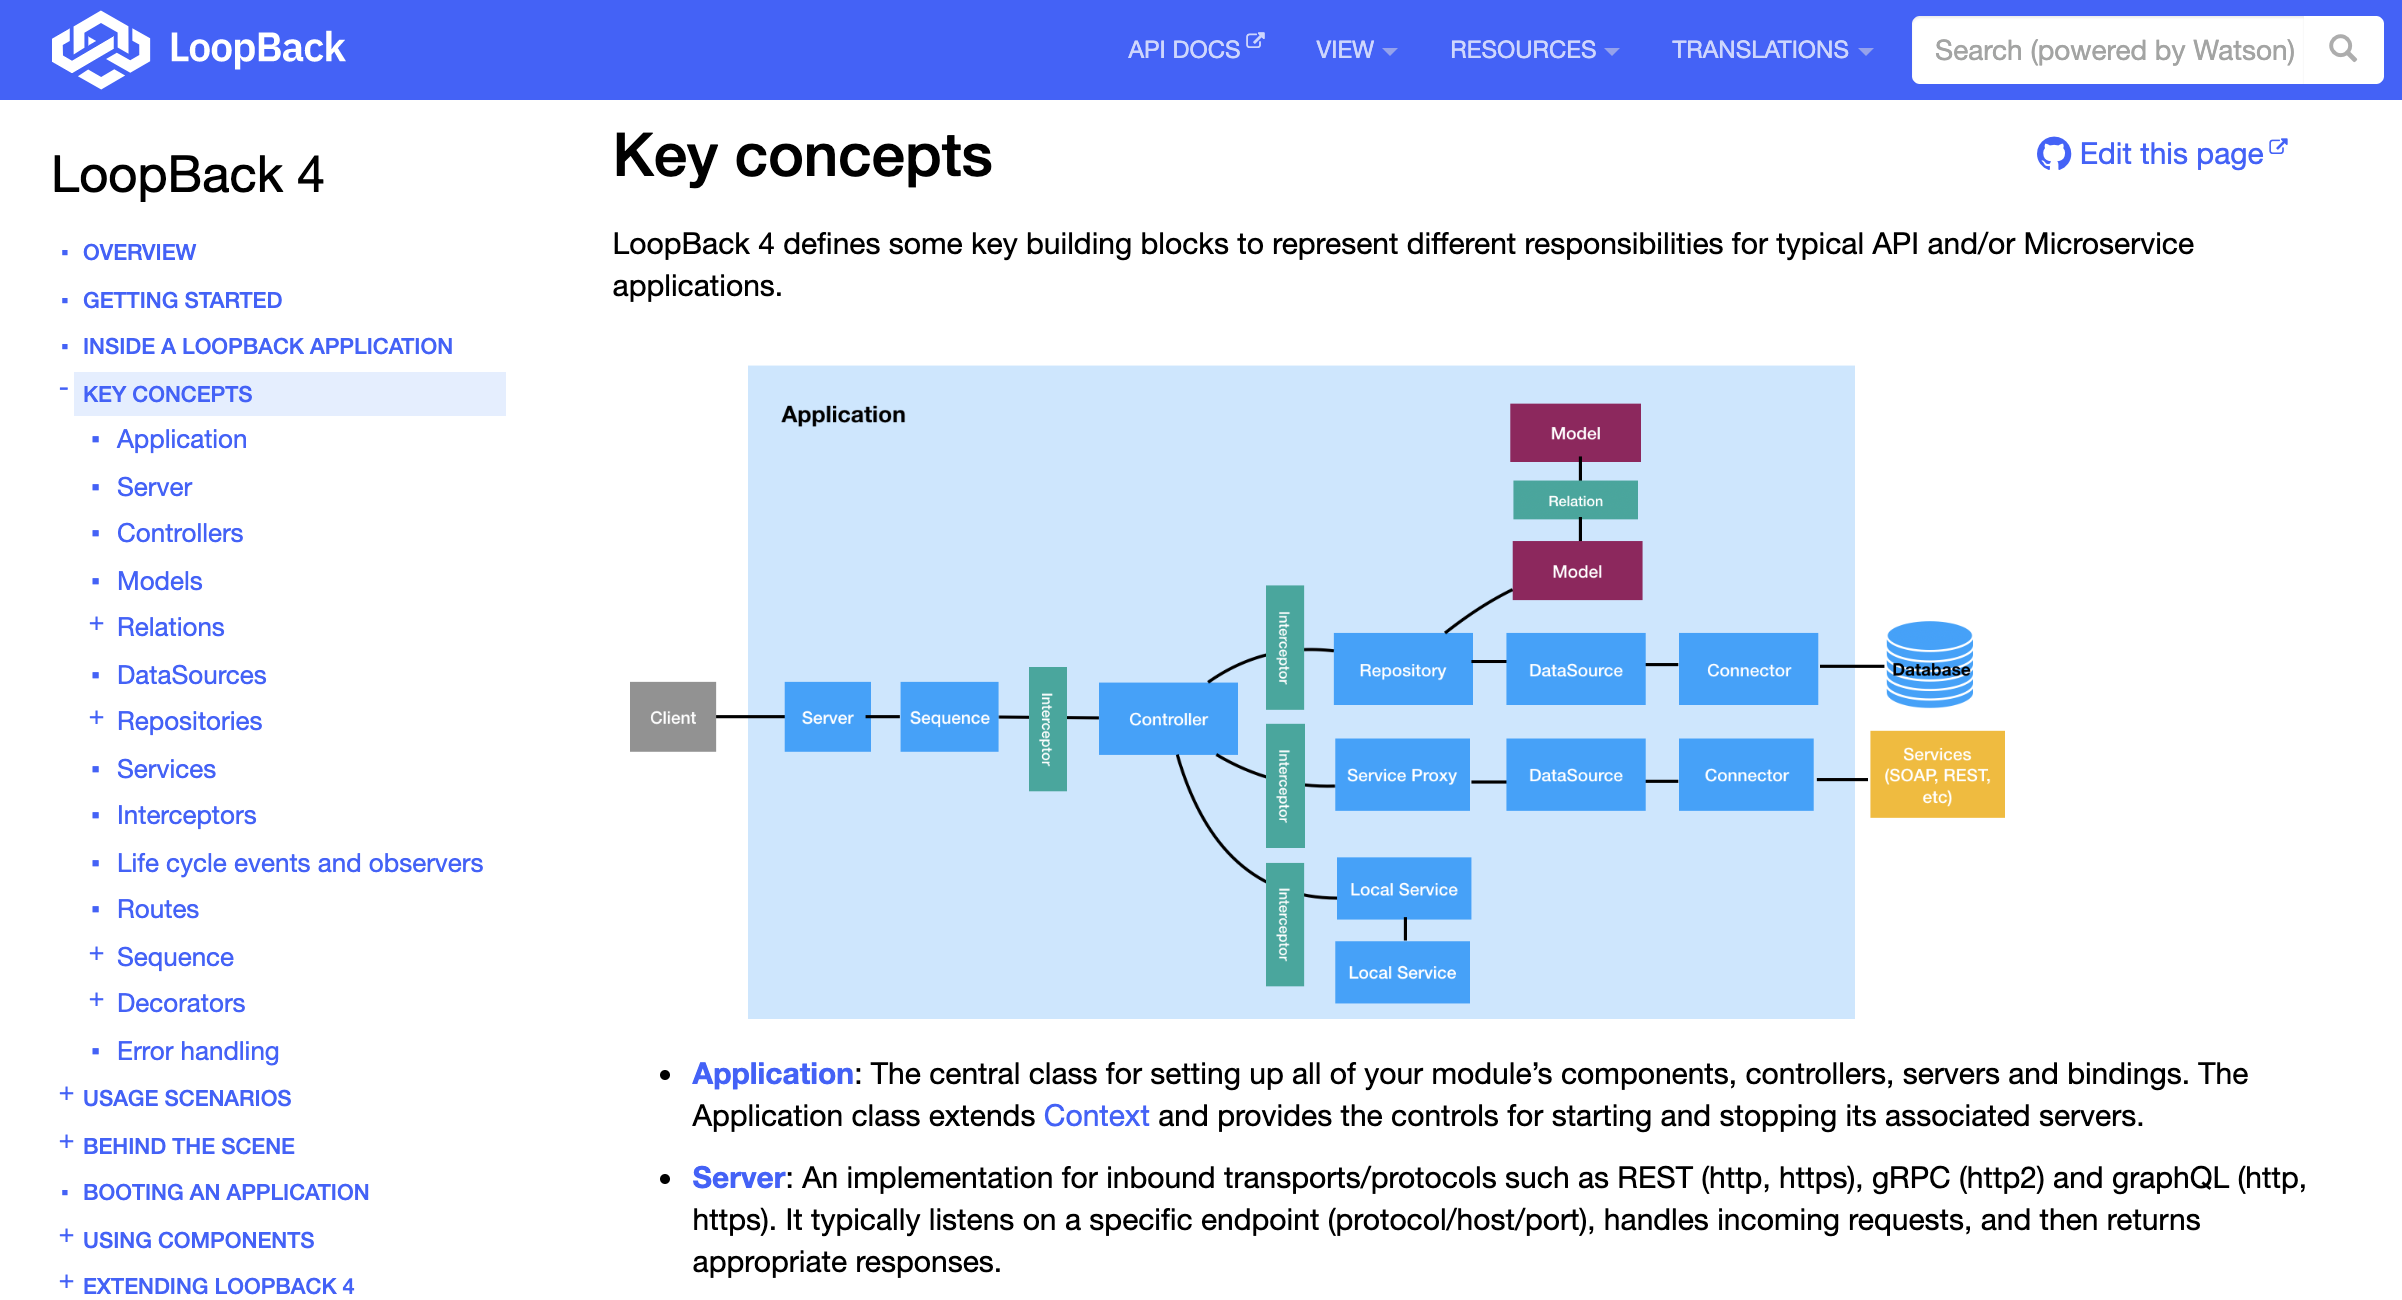 LoopBack
API DOCS
VIEW
RESOURCES
TRANSLATIONS
Search (powered by Watson)
LoopBack 4
OVERVIEW
GETTING STARTED
INSIDE A LOOPBACK APPLICATION
KEY CONCEPTS
Application
Server
Controllers
Models
Relations
DataSources
Repositories
Services
Interceptors
Life cycle events and observers
Routes
Sequence
Decorators
Error handling
USAGE SCENARIOS
BEHIND THE SCENE
BOOTING AN APPLICATION
USING COMPONENTS
EXTENDING LOOPBACK 4
Key concepts
Edit this page
LoopBack 4 defines some key building blocks to represent different responsibilities for typical API and/or Microservice
applications.
Application
Model
Relation
Model
Client
Server
Sequence
Interceptor
Controller
Interceptor
Repository
DataSource
Connector
Database
Interceptor
Service Proxy
DataSource
Connector
Services
(SOAP, REST,
etc)
Interceptor
Local Service
Local Service
Application: The central class for setting up all of your module’s components, controllers, servers and bindings. The
Application class extends Context and provides the controls for starting and stopping its associated servers.
Server: An implementation for inbound transports/protocols such as REST (http, https), gRPC (http2) and graphQL (http,
https). It typically listens on a specific endpoint (protocol/host/port), handles incoming requests, and then returns
appropriate responses.